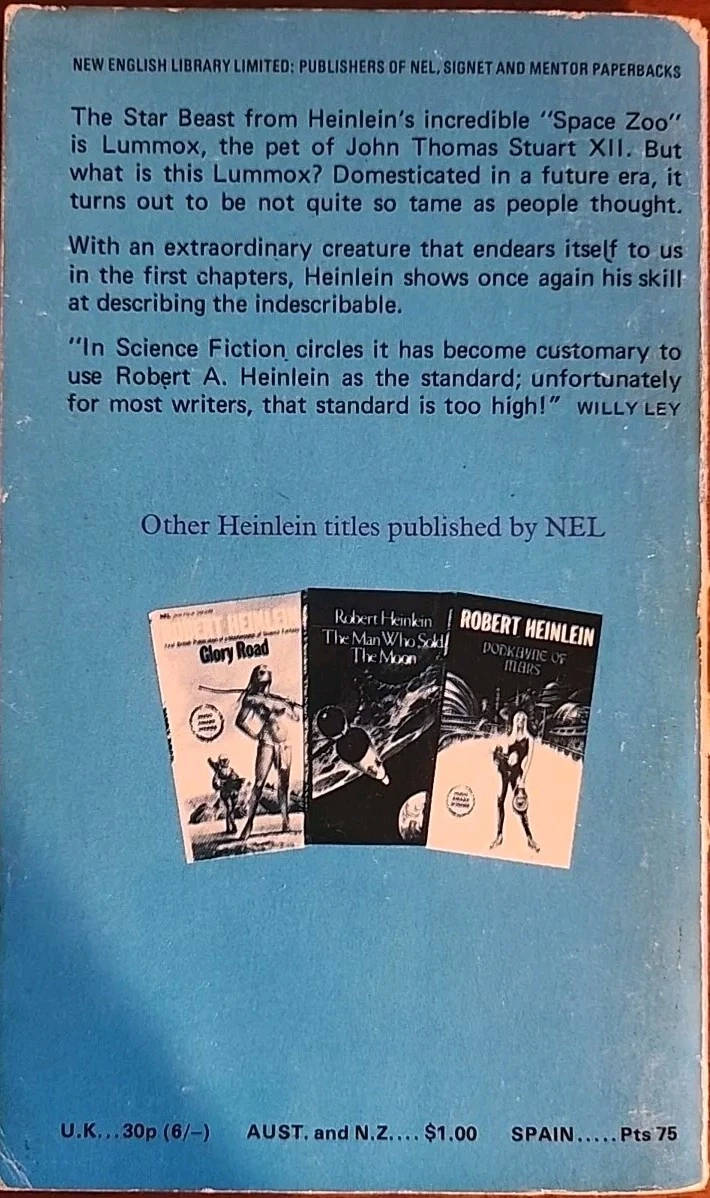 NEW ENGLISH LIBRARY LIMITED: PUBLISHERS OF NEL, SIGNET AND MENTOR PAPERBACKS
The Star Beast from Heinlein's incredible "Space Zoo"
is Lummox, the pet of John Thomas Stuart XII. But
what is this Lummox? Domesticated in a future era, it
turns out to be not quite so tame as people thought.
With an extraordinary creature that endears itself to us
in the first chapters, Heinlein shows once again his skill
at describing the indescribable.
"In Science Fiction circles it has become customary to
use Robert A. Heinlein as the standard; unfortunately
for most writers, that standard is too high!" WILLY LEY
Other Heinlein titles published by NEL
ROBERT HEINLEIN
Glory Road
Robert Heinlein
The Man Who Sold
The Moon
ROBERT HEINLEIN
PODKAYNE OF
MARS
U.K...30p (6/–) AUST. and N.Z.... $1.00 SPAIN.....Pts 75